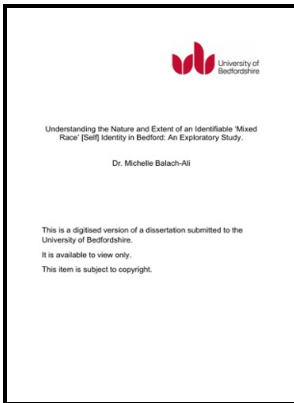 University of
Bedfordshire
Understanding the Nature and Extent of an Identifiable 'Mixed
Race' [Self] Identity in Bedford: An Exploratory Study.
Dr. Michelle Balach-Ali
This is a digitised version of a dissertation submitted to the
University of Bedfordshire.
It is available to view only.
This item is subject to copyright.